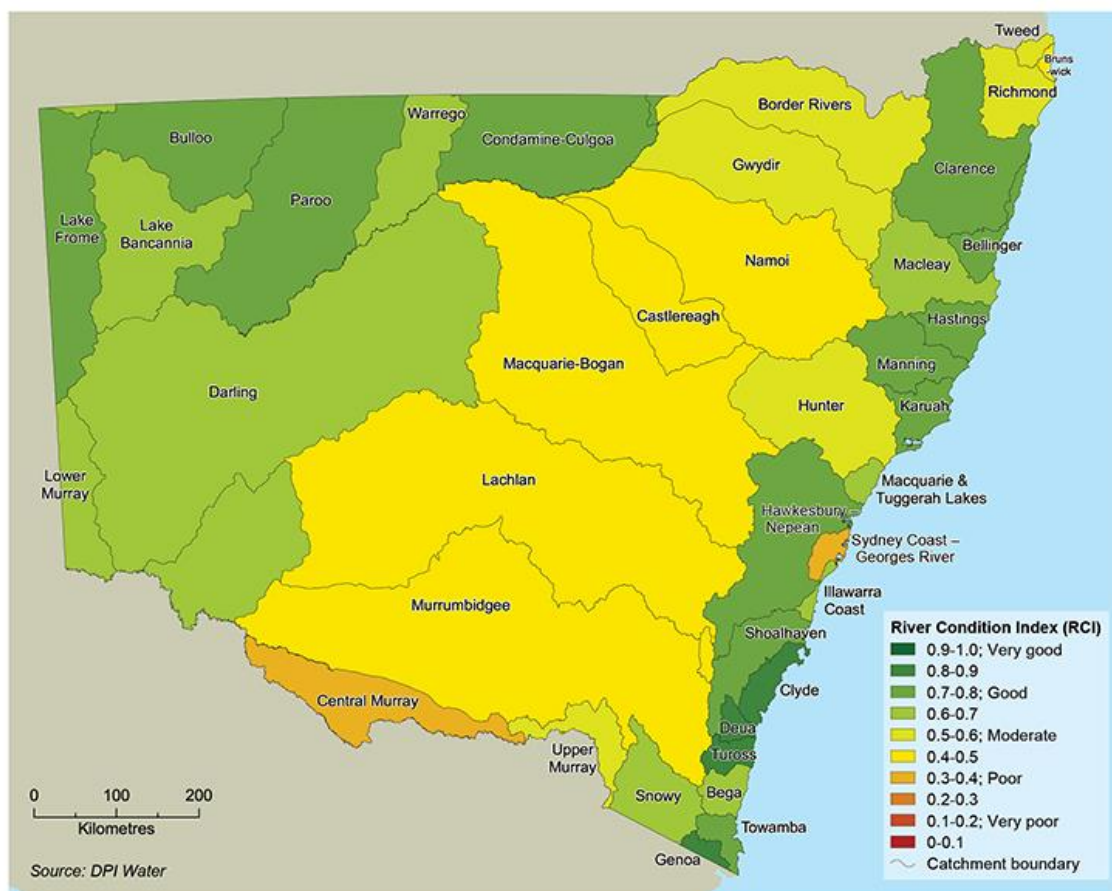 Tweed
Bruns
-wick
Richmond
Border Rivers
Warrego
Condamine-Culgoa
Bulloo
Gwydir
Clarence
Paroo
Lake
Frome
Lake
Bancannia
Bellinger
Namoi
Macleay
Castlereagh
Hastings
Macquarie-Bogan
Manning
Darling
Hunter
Karuah
Lower
Murray
Lachlan
Macquarie &
Tuggerah Lakes
Hawkesbury –
Nepean
Sydney Coast –
Georges River
Murrumbidgee
Illawarra
Coast
Shoalhaven
Clyde
Central Murray
Deua
Tuross
Upper
Murray
Snowy
Bega
Towamba
Genoa
River Condition Index (RCI)
0.9-1.0; Very good
0.8-0.9
0.7-0.8; Good
0.6-0.7
0.5-0.6; Moderate
0.4-0.5
0.3-0.4; Poor
0.2-0.3
0.1-0.2; Very poor
0-0.1
Catchment boundary
0 100 200
Kilometres
Source: DPI Water